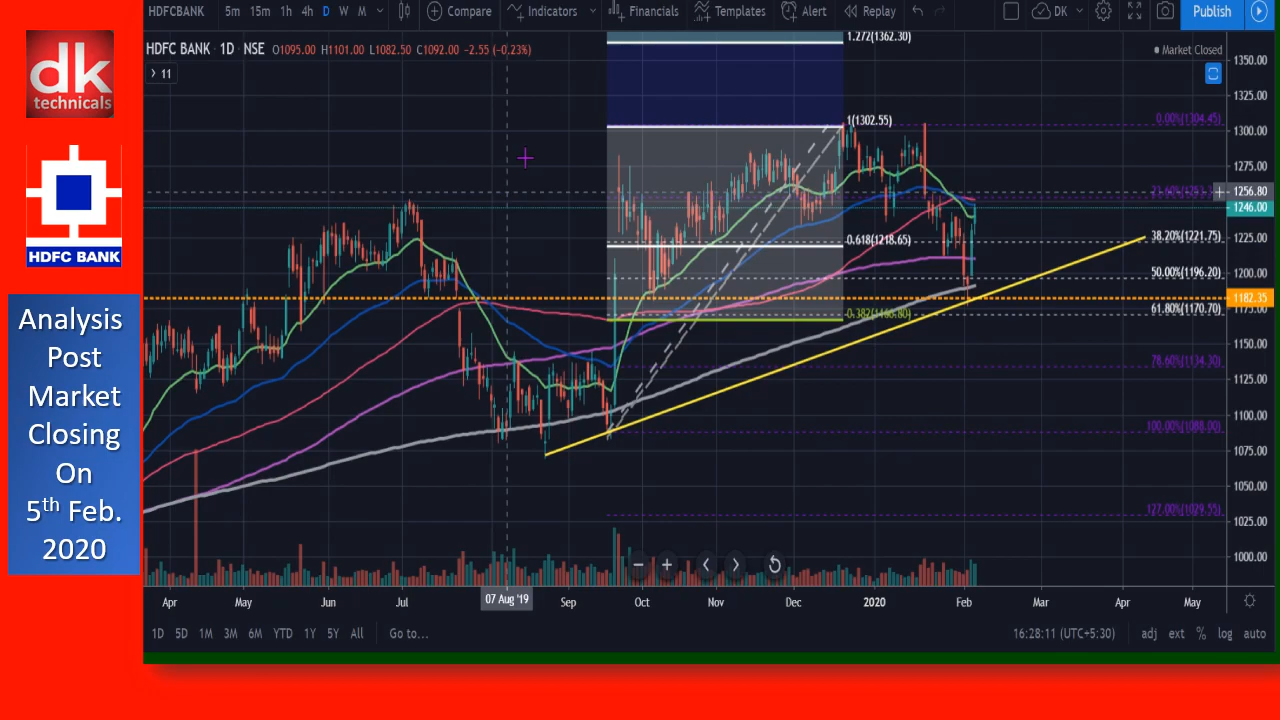 dk
technicals
HDFC BANK
Analysis
Post
Market
Closing
On
5th Feb.
2020
HDFCBANK 5m 15m 1h 4h D W M Compare Indicators Financials Templates Alert Replay DK Publish
HDFC BANK · 1D · NSE O1095.00 H1101.00 L1082.50 C1092.00 -2.55 (-0.23%)
Market Closed
11
1.272(1362.30)
1(1302.55)
0.618(1218.65)
0.00%(1304.45)
38.20%(1221.75)
50.00%(1196.20)
61.80%(1170.70)
78.60%(1134.30)
100.00%(1088.00)
127.00%(1029.55)
1350.00
1325.00
1300.00
1275.00
1256.80
1246.00
1225.00
1200.00
1182.35
1175.00
1150.00
1125.00
1100.00
1075.00
1050.00
1025.00
1000.00
Apr May Jun Jul 07 Aug '19 Sep Oct Nov Dec 2020 Feb Mar Apr May
1D 5D 1M 3M 6M YTD 1Y 5Y All Go to... 16:28:11 (UTC+5:30) adj ext % log auto